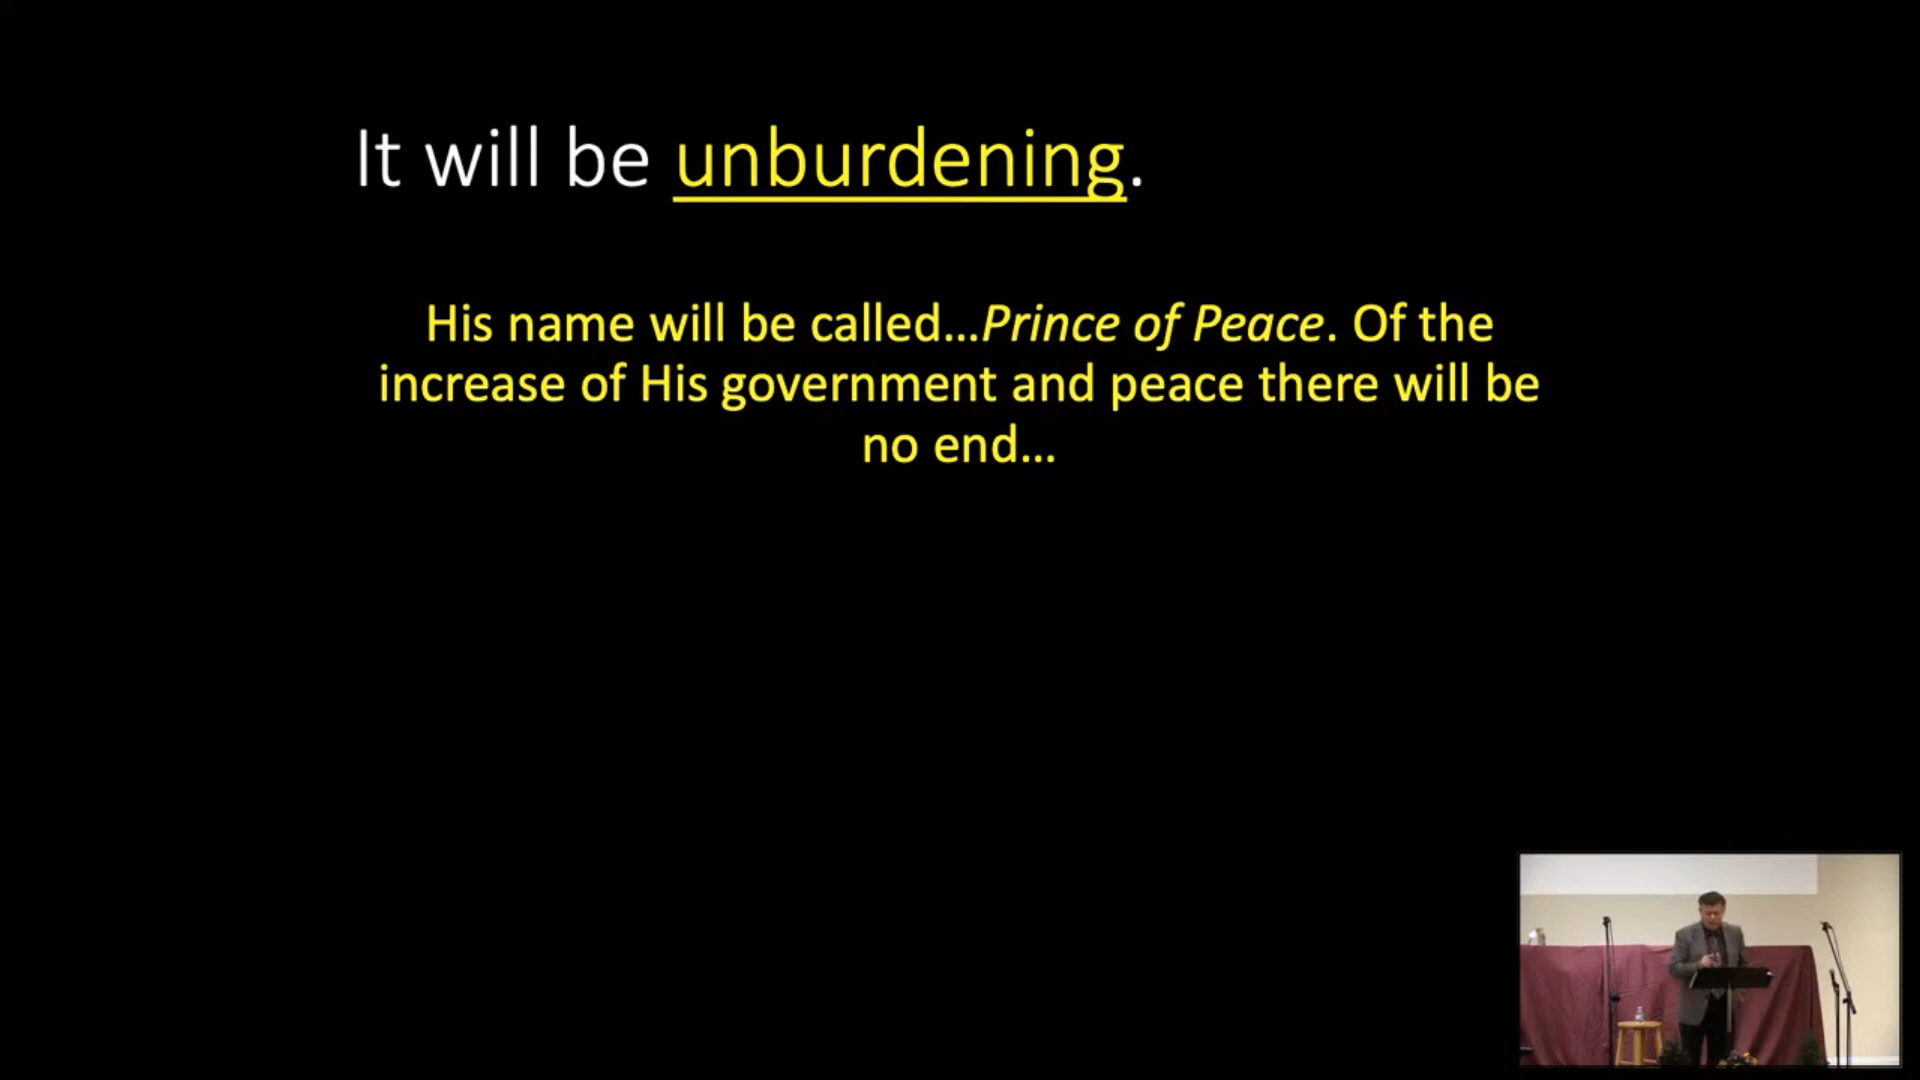 It will be unburdening.
His name will be called...Prince of Peace. Of the
increase of His government and peace there will be
no end...